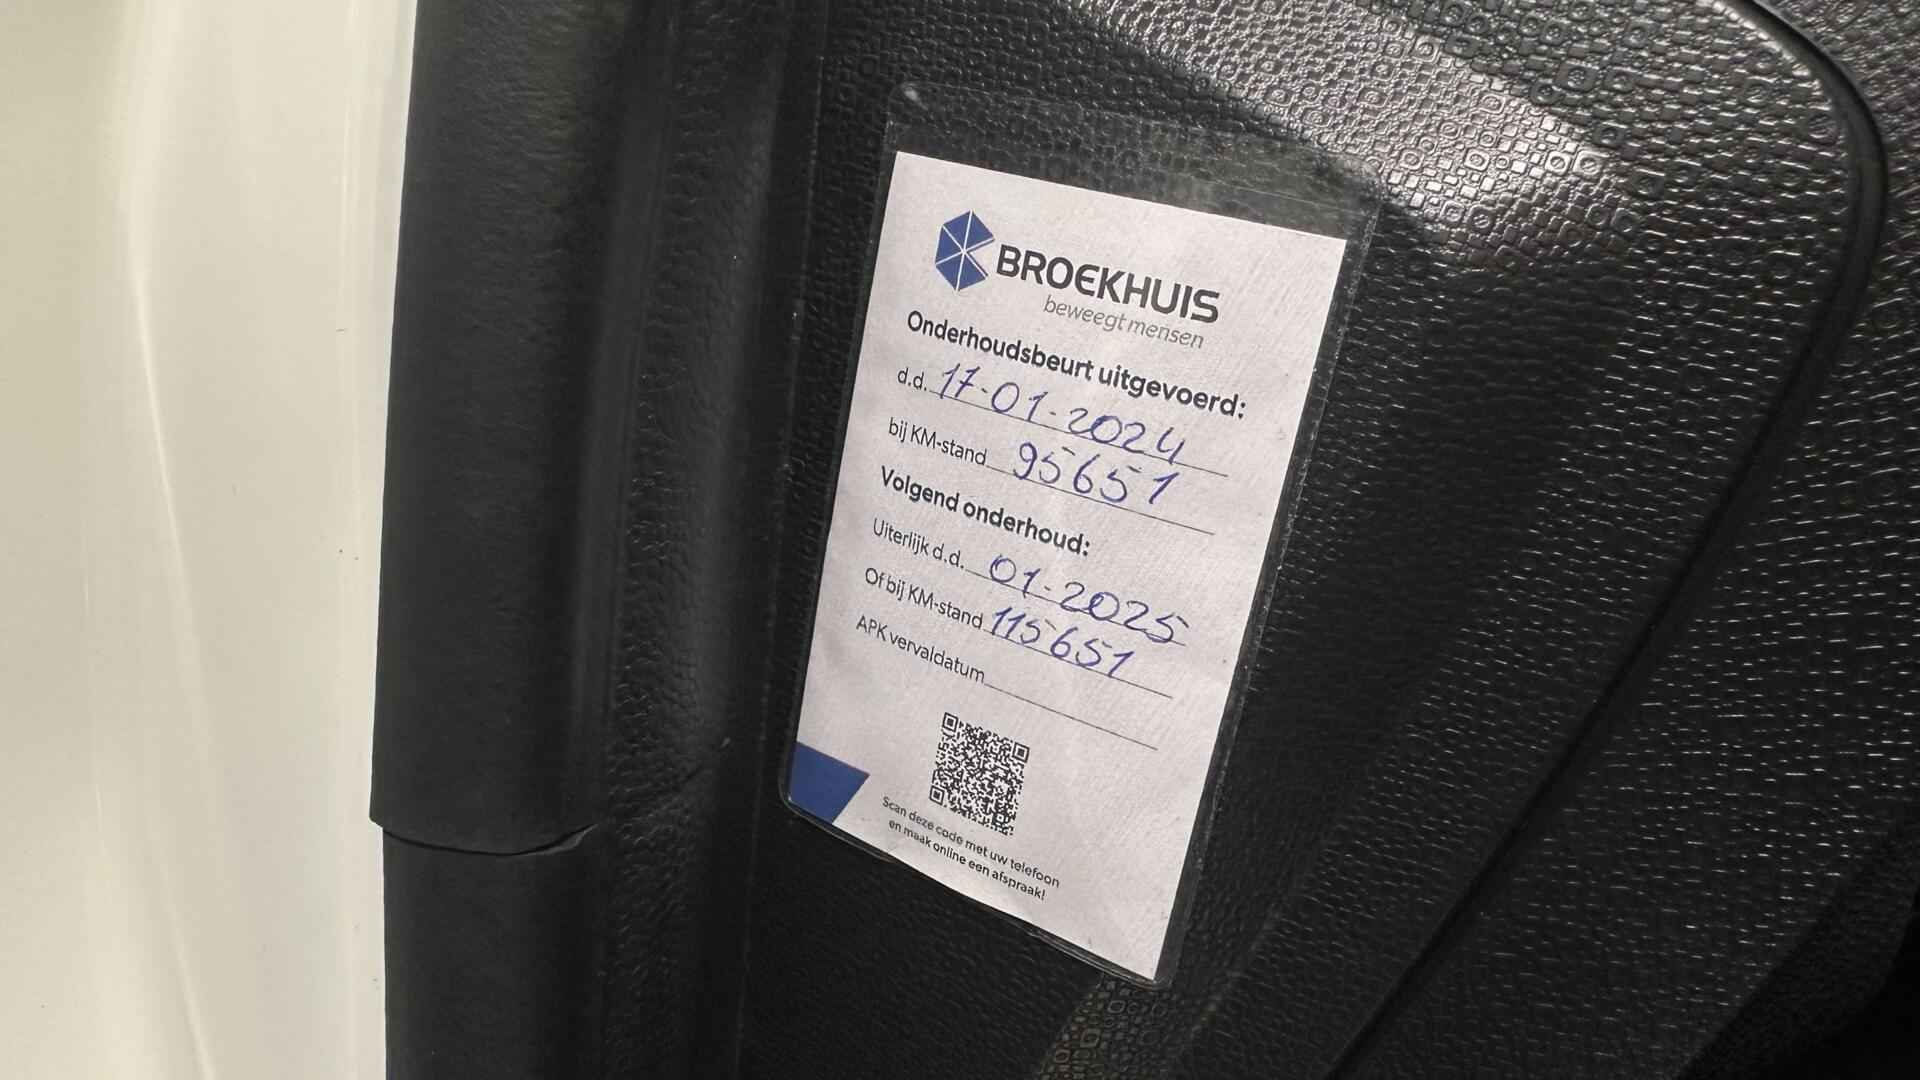 BROEKHUIS
beweegt mensen
Onderhoudsbeurt uitgevoerd:
d.d. 17-01-2024
bij KM-stand 95651
Volgend onderhoud:
Uiterlijk d.d. 01-2025
Of bij KM-stand 115651
APK vervaldatum
Scan deze code met uw telefoon
en maak online een afspraak!